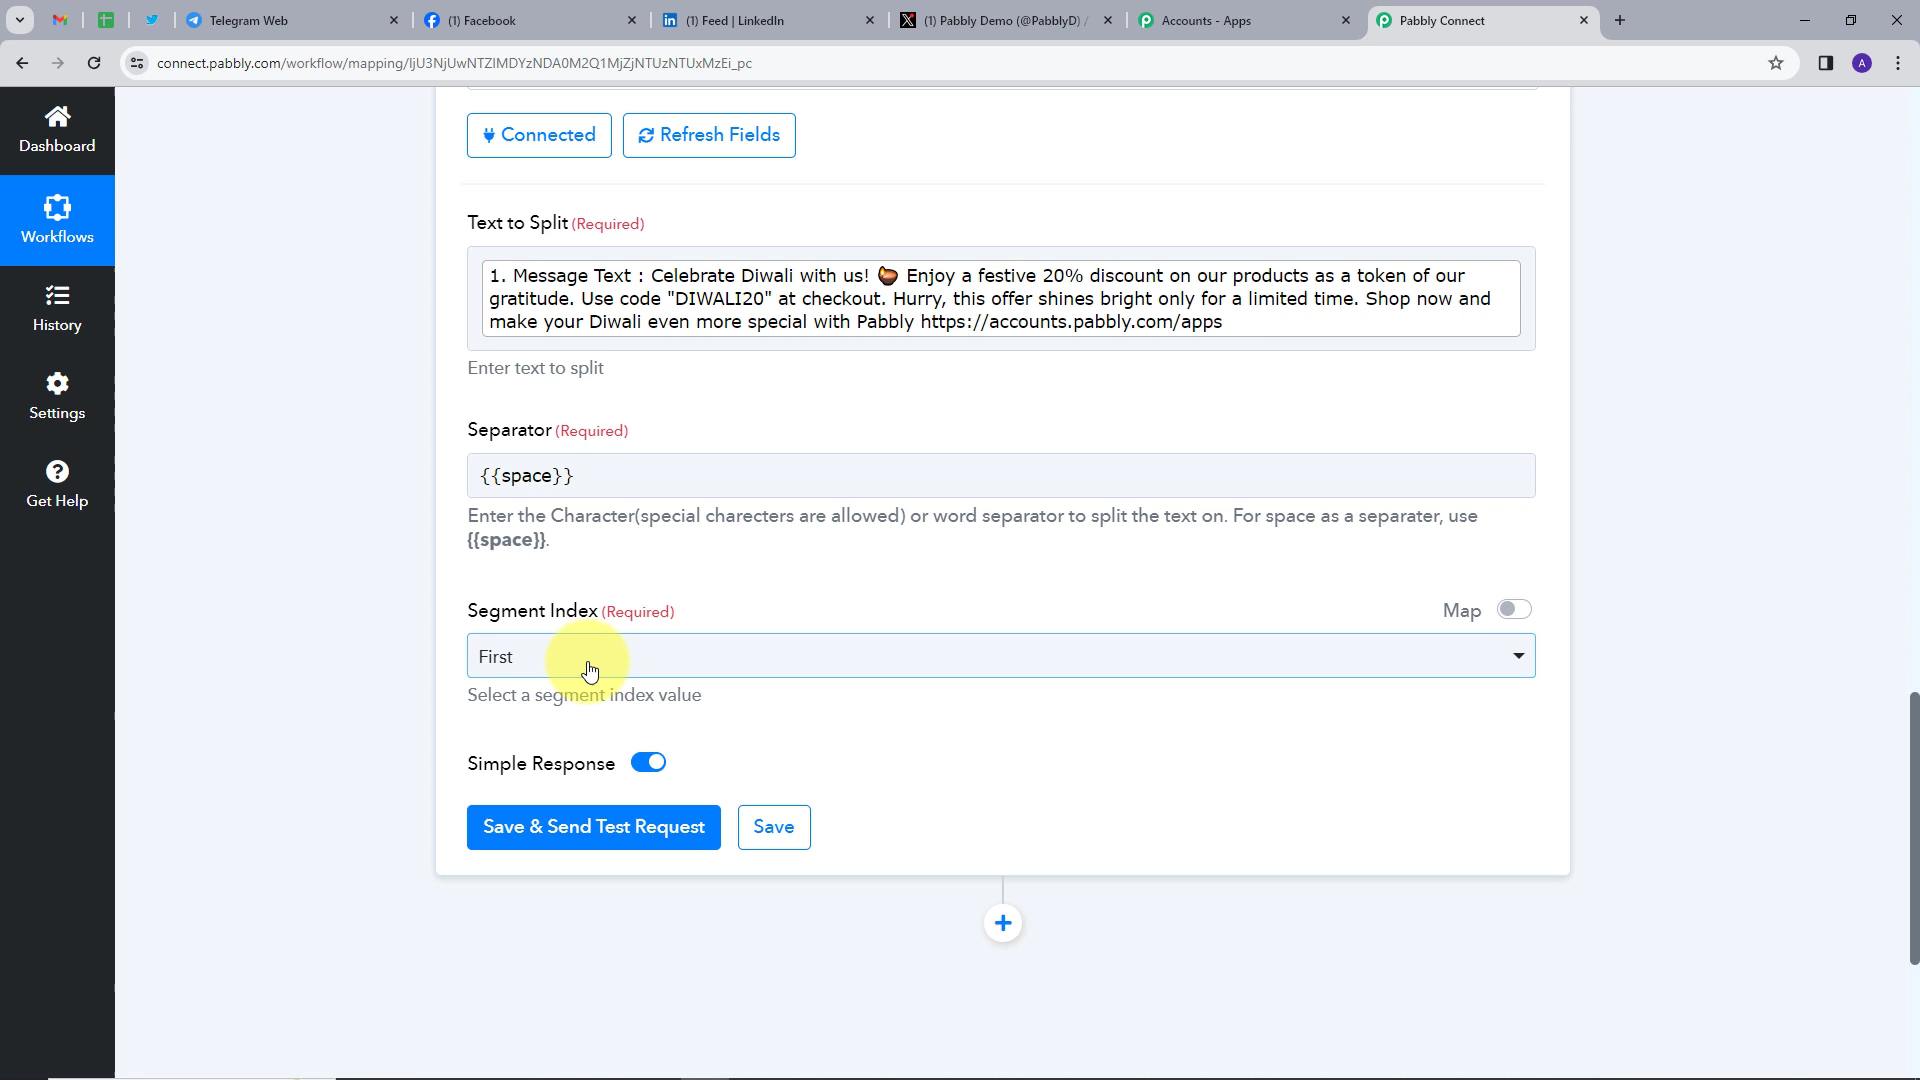 Telegram Web
(1) Facebook
(1) Feed | LinkedIn
(1) Pabbly Demo (@PabblyD) /
Accounts - Apps
Pabbly Connect
A
Dashboard
Workflows
History
Settings
Get Help
Connected
Refresh Fields
Text to Split (Required)
1. Message Text : Celebrate Diwali with us! 🪔 Enjoy a festive 20% discount on our products as a token of our
gratitude. Use code "DIWALI20" at checkout. Hurry, this offer shines bright only for a limited time. Shop now and
make your Diwali even more special with Pabbly https://accounts.pabbly.com/apps
Enter text to split
Separator (Required)
{{space}}
Enter the Character(special charecters are allowed) or word separator to split the text on. For space as a separater, use
{{space}}.
Segment Index (Required)
Map
First
Select a segment index value
Simple Response
Save & Send Test Request
Save